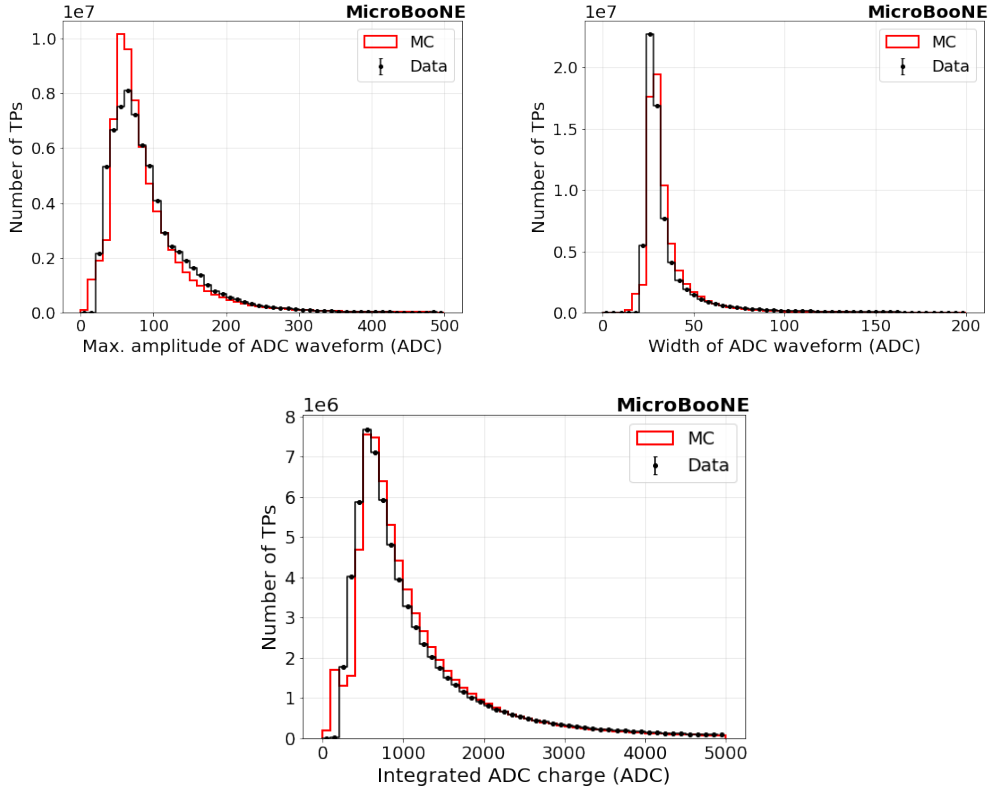 1e7 MicroBooNE
MC
Data
1.0
0.8
0.6
0.4
0.2
0.0
Number of TPs
0 100 200 300 400 500
Max. amplitude of ADC waveform (ADC)
1e7 MicroBooNE
MC
Data
2.0
1.5
1.0
0.5
0.0
Number of TPs
0 50 100 150 200
Width of ADC waveform (ADC)
1e6 MicroBooNE
MC
Data
8
7
6
5
4
3
2
1
0
Number of TPs
0 1000 2000 3000 4000 5000
Integrated ADC charge (ADC)